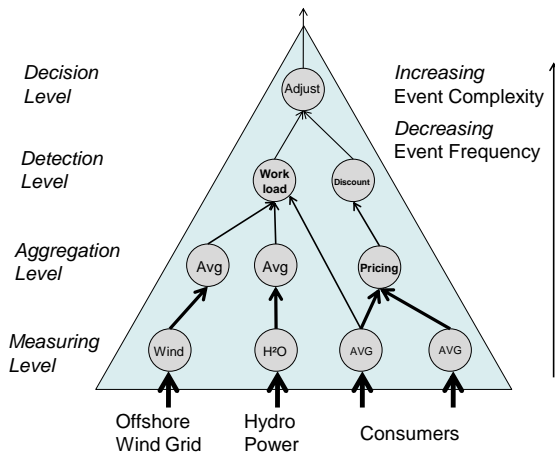 Decision
Level
Adjust
Increasing
Event Complexity
Decreasing
Event Frequency
Detection
Level
Work
load
Discount
Aggregation
Level
Avg
Avg
Pricing
Measuring
Level
Wind
H²O
AVG
AVG
Offshore
Wind Grid
Hydro
Power
Consumers